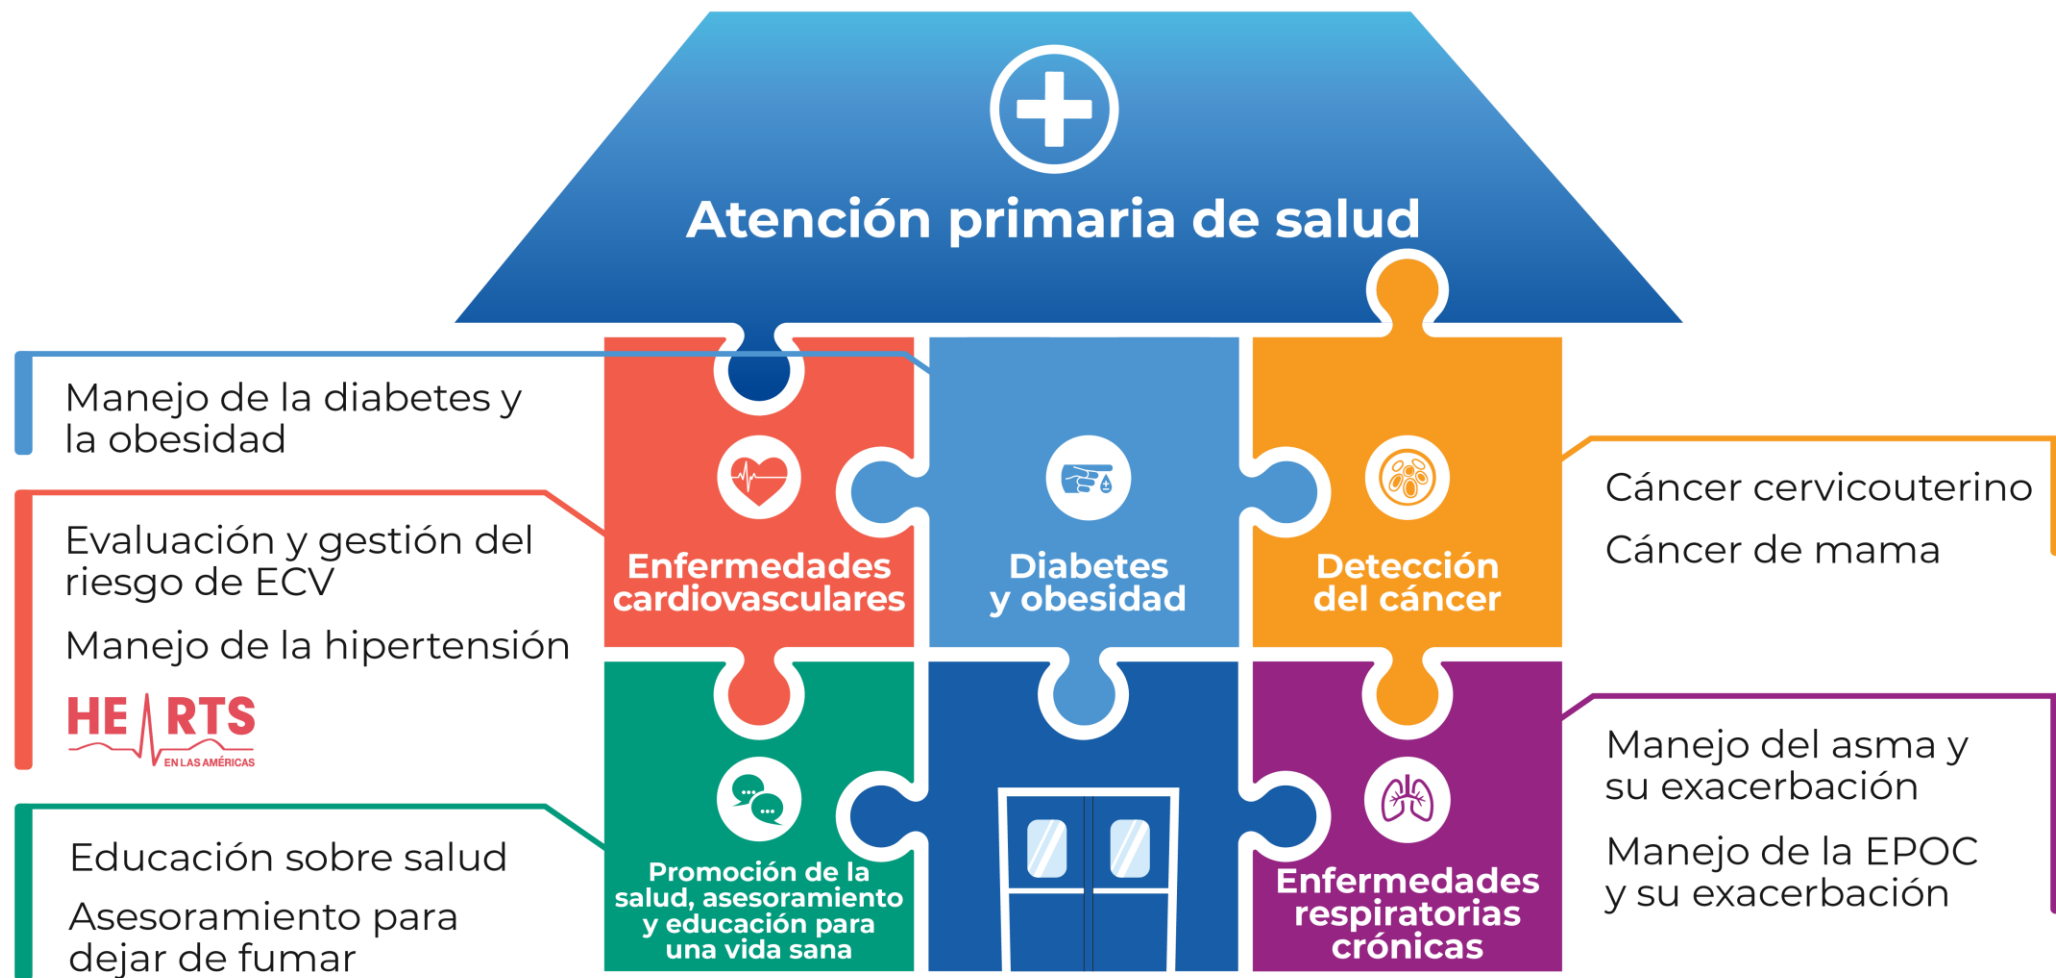 Atención primaria de salud
Manejo de la diabetes y
la obesidad
Evaluación y gestión del
riesgo de ECV
Manejo de la hipertensión
HEARTS
EN LAS AMÉRICAS
Educación sobre salud
Asesoramiento para
dejar de fumar
Enfermedades
cardiovasculares
Diabetes
y obesidad
Detección
del cáncer
Promoción de la
salud, asesoramiento
y educación para
una vida sana
Enfermedades
respiratorias
crónicas
Cáncer cervicouterino
Cáncer de mama
Manejo del asma y
su exacerbación
Manejo de la EPOC
y su exacerbación